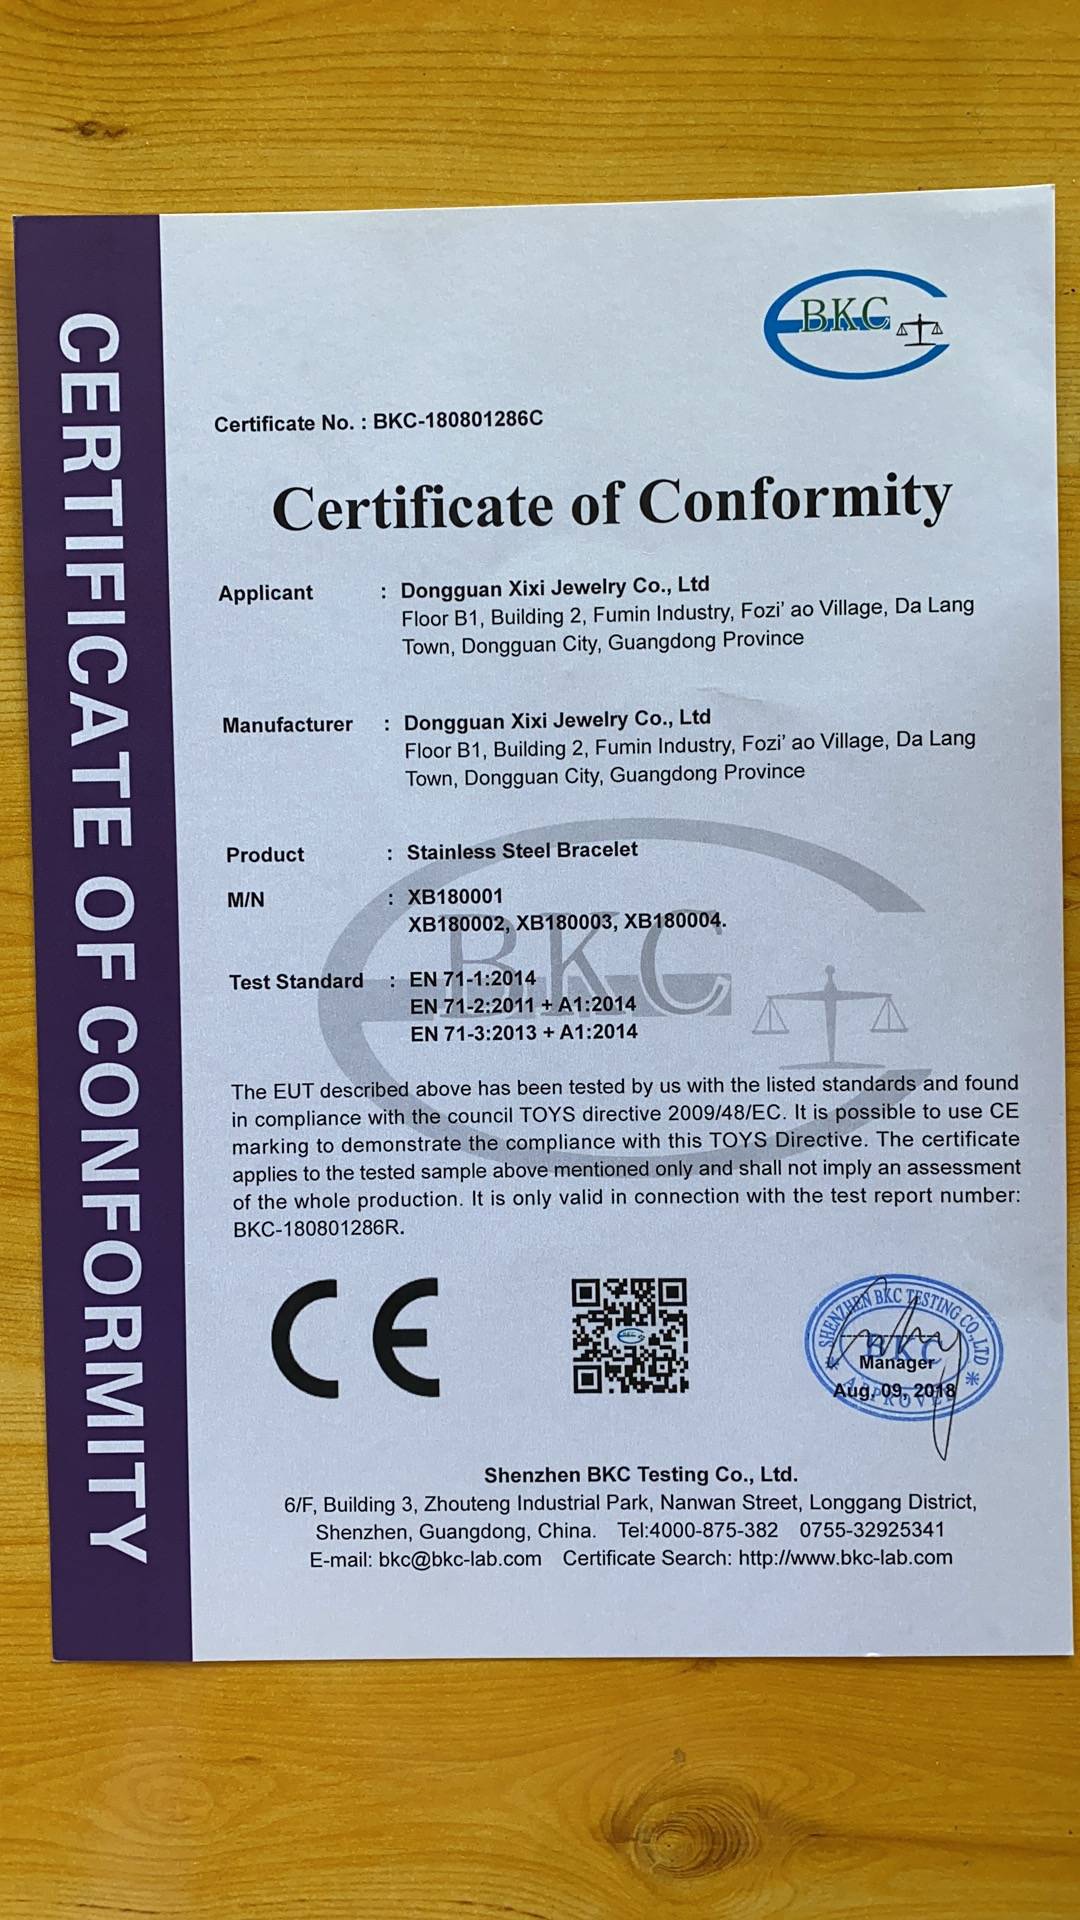 CERTIFICATE OF CONFORMITY
BKC
Certificate No. : BKC-180801286C
Certificate of Conformity
Applicant : Dongguan Xixi Jewelry Co., Ltd
Floor B1, Building 2, Fumin Industry, Fozi' ao Village, Da Lang
Town, Dongguan City, Guangdong Province
Manufacturer : Dongguan Xixi Jewelry Co., Ltd
Floor B1, Building 2, Fumin Industry, Fozi' ao Village, Da Lang
Town, Dongguan City, Guangdong Province
Product : Stainless Steel Bracelet
M/N : XB180001
XB180002, XB180003, XB180004.
BKC
Test Standard : EN 71-1:2014
EN 71-2:2011 + A1:2014
EN 71-3:2013 + A1:2014
The EUT described above has been tested by us with the listed standards and found
in compliance with the council TOYS directive 2009/48/EC. It is possible to use CE
marking to demonstrate the compliance with this TOYS Directive. The certificate
applies to the tested sample above mentioned only and shall not imply an assessment
of the whole production. It is only valid in connection with the test report number:
BKC-180801286R.
CE
SHENZHEN BKC TESTING CO., LTD
BKC
Manager
Aug. 09, 2018
APPROVED
Shenzhen BKC Testing Co., Ltd.
6/F, Building 3, Zhouteng Industrial Park, Nanwan Street, Longgang District,
Shenzhen, Guangdong, China. Tel:4000-875-382 0755-32925341
E-mail: bkc@bkc-lab.com Certificate Search: http://www.bkc-lab.com